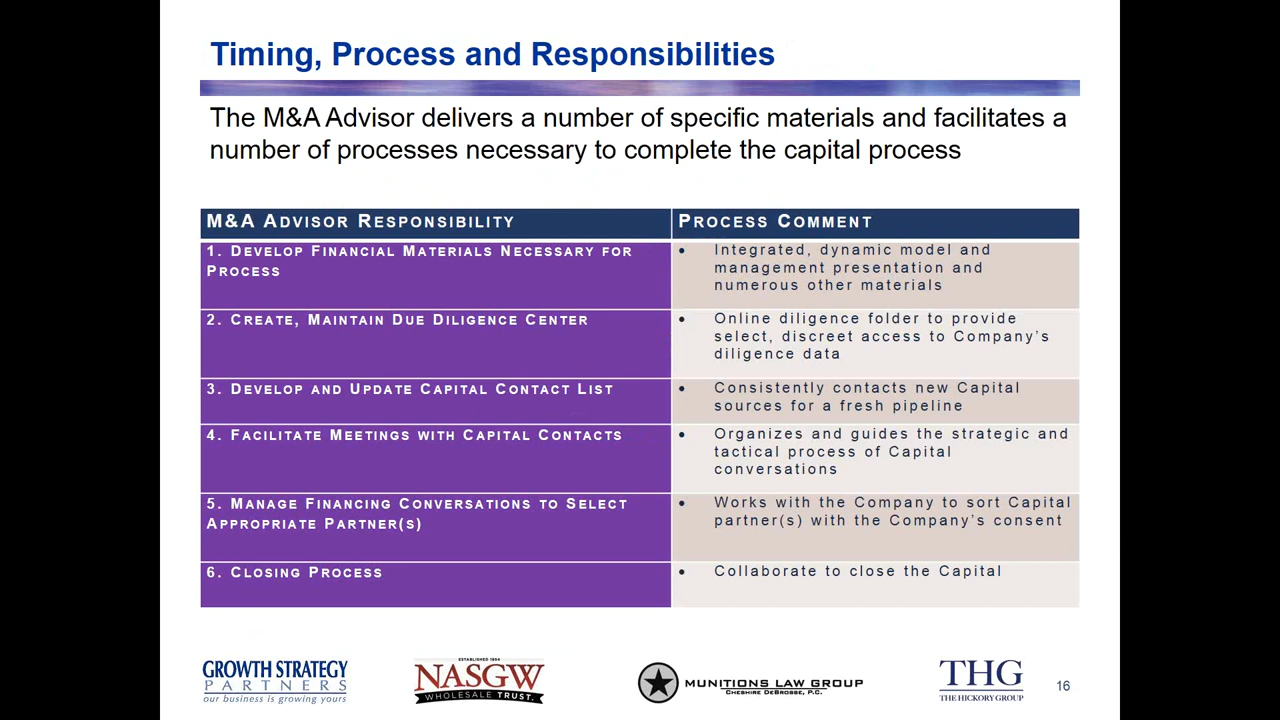 Timing, Process and Responsibilities
The M&A Advisor delivers a number of specific materials and facilitates a
number of processes necessary to complete the capital process
M&A Advisor Responsibility
Process Comment
1. Develop Financial Materials Necessary for
Process
• Integrated, dynamic model and
management presentation and
numerous other materials
2. Create, Maintain Due Diligence Center
• Online diligence folder to provide
select, discreet access to Company’s
diligence data
3. Develop and Update Capital Contact List
• Consistently contacts new Capital
sources for a fresh pipeline
4. Facilitate Meetings with Capital Contacts
• Organizes and guides the strategic and
tactical process of Capital
conversations
5. Manage Financing Conversations to Select
Appropriate Partner(s)
• Works with the Company to sort Capital
partner(s) with the Company’s consent
6. Closing Process
• Collaborate to close the Capital
GROWTH STRATEGY
PARTNERS
our business is growing yours
ESTABLISHED 1954
NASGW
WHOLESALE TRUST.
MUNITIONS LAW GROUP
CHESHIRE DEBROSSE, P.C.
THG
THE HICKORY GROUP
16